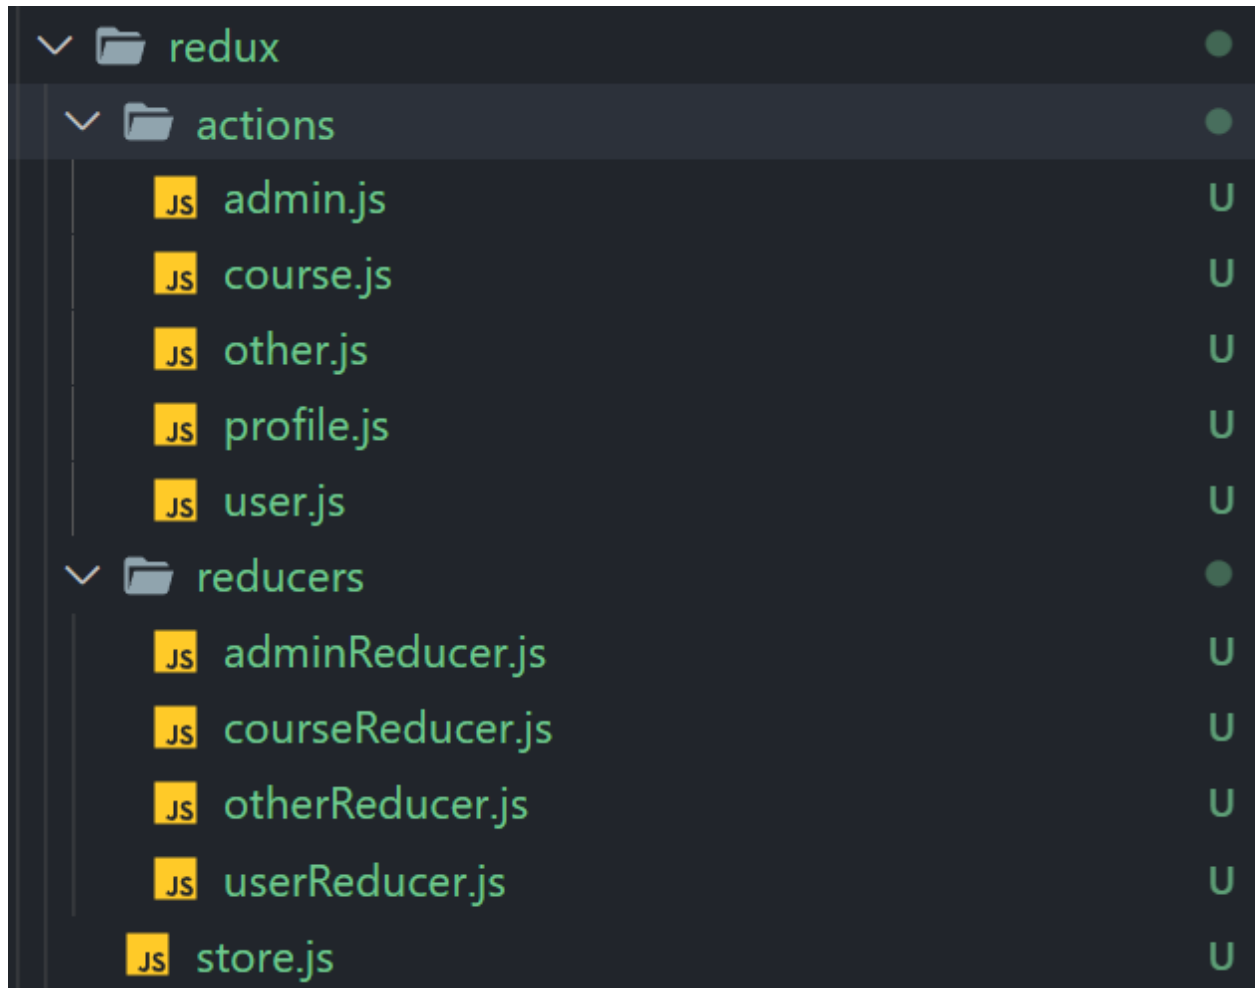 redux
actions
JS admin.js U
JS course.js U
JS other.js U
JS profile.js U
JS user.js U
reducers
JS adminReducer.js U
JS courseReducer.js U
JS otherReducer.js U
JS userReducer.js U
JS store.js U